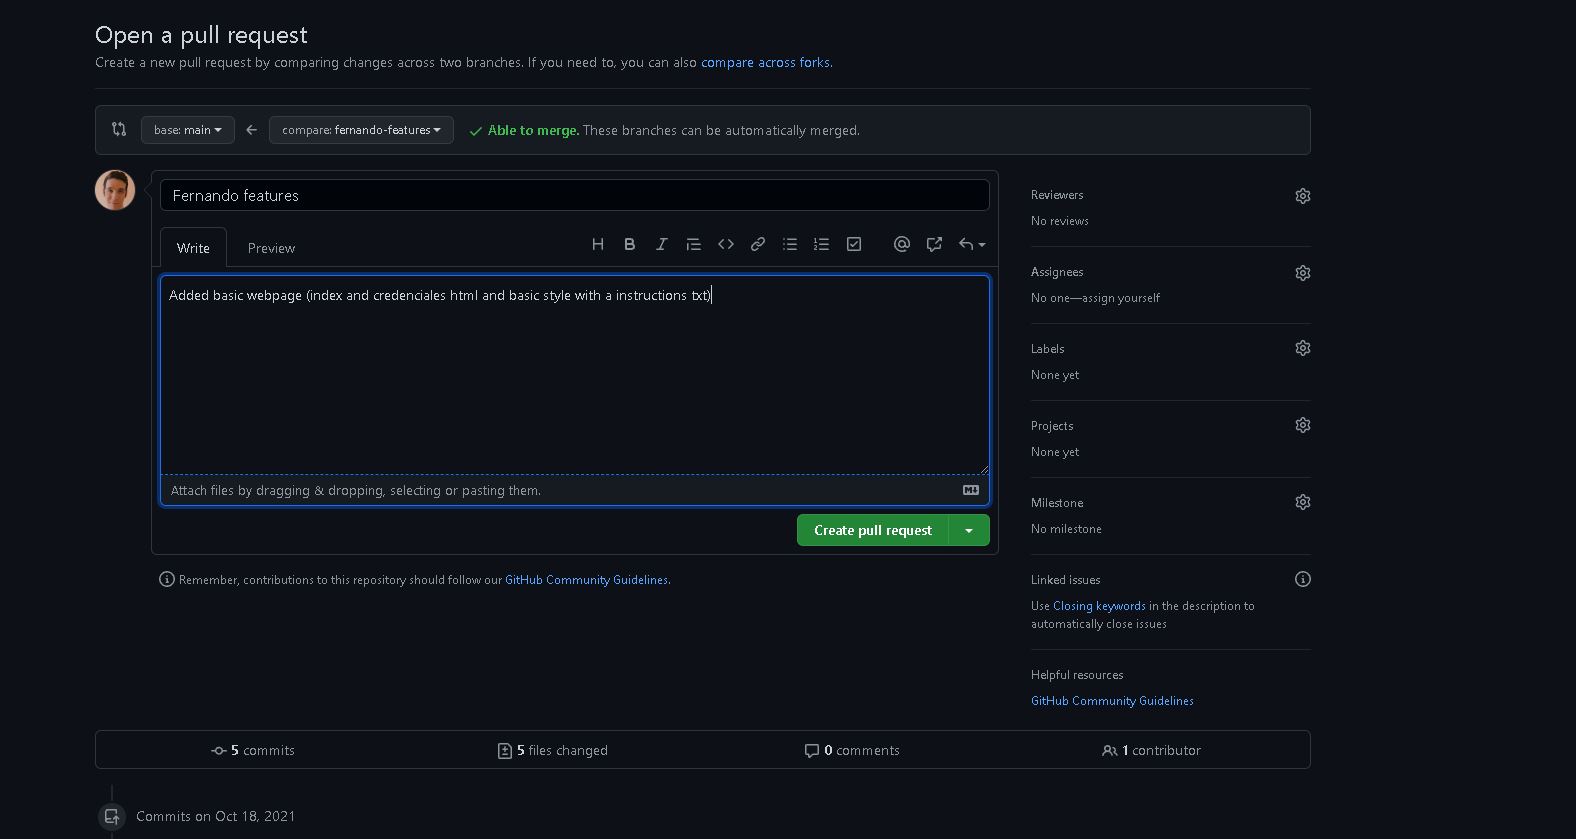 Open a pull request
Create a new pull request by comparing changes across two branches. If you need to, you can also compare across forks.
base: main
compare: fernando-features
Able to merge. These branches can be automatically merged.
Fernando features
Write
Preview
Added basic webpage (index and credenciales html and basic style with a instructions txt)
Attach files by dragging & dropping, selecting or pasting them.
Create pull request
Remember, contributions to this repository should follow our GitHub Community Guidelines.
Reviewers
No reviews
Assignees
No one—assign yourself
Labels
None yet
Projects
None yet
Milestone
No milestone
Linked issues
Use Closing keywords in the description to
automatically close issues
Helpful resources
GitHub Community Guidelines
5 commits
5 files changed
0 comments
1 contributor
Commits on Oct 18, 2021